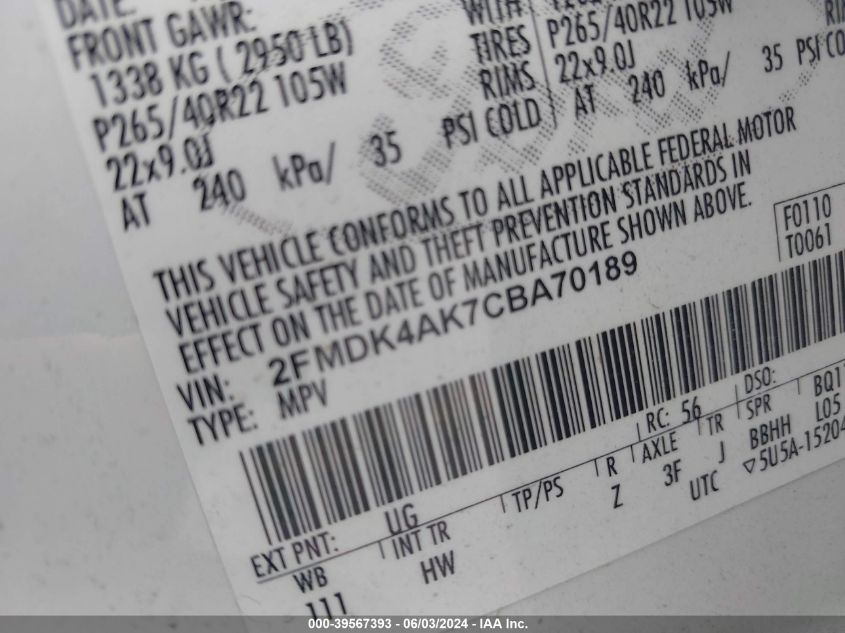 DATE:
FRONT GAWR:
1338 KG ( 2950 LB)
P265/40R22 105W
22x9.0J
AT 240 kPa/ 35 PSI COLD
WITH
TIRES
RIMS
P265/40R22 105W
22x9.0J
AT 240 kPa/ 35 PSI CO
THIS VEHICLE CONFORMS TO ALL APPLICABLE FEDERAL MOTOR
VEHICLE SAFETY AND THEFT PREVENTION STANDARDS IN
EFFECT ON THE DATE OF MANUFACTURE SHOWN ABOVE.
F0110
T0061
VIN: 2FMDK4AK7CBA70189
TYPE: MPV
EXT PNT: UG
RC: 56
DSO:
WB
INT TR
TP/PS
R
AXLE
TR
SPR
111
HW
Z
3F
J
BBHH
L05
UTC
5U5A-15204
000-39567393 - 06/03/2024 - IAA Inc.